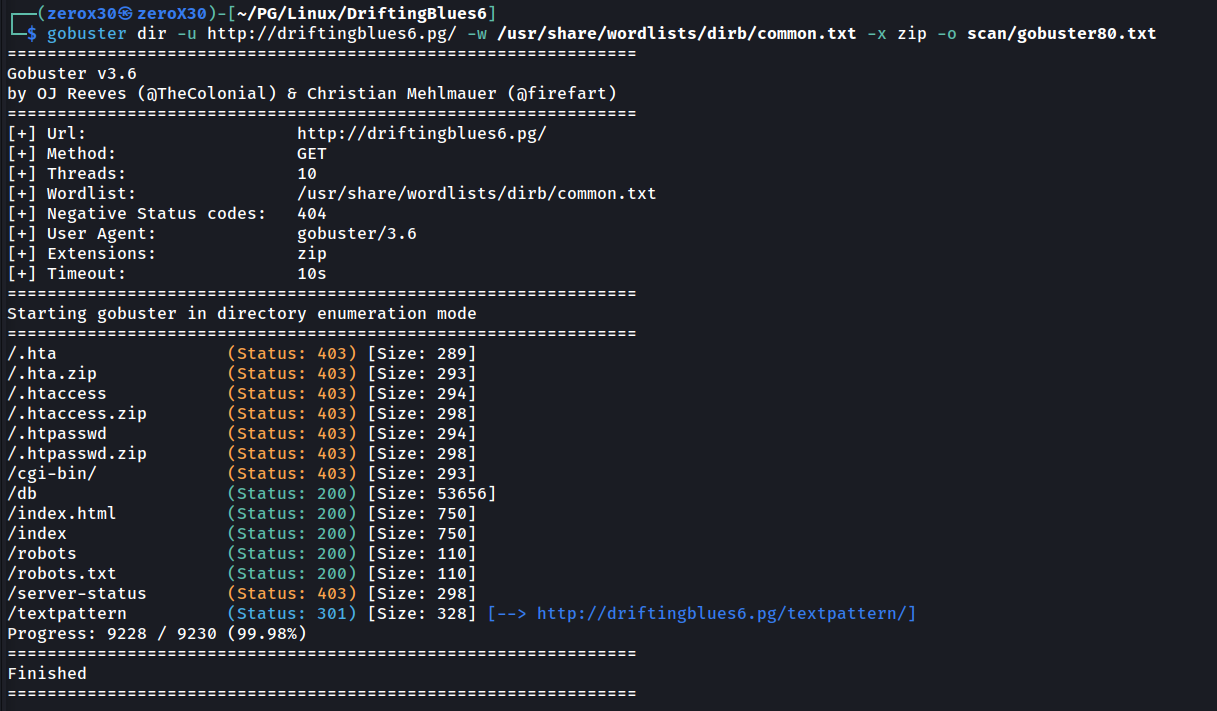 ┌──(zerox30㉿zeroX30)-[~/PG/Linux/DriftingBlues6]
└─$ gobuster dir -u http://driftingblues6.pg/ -w /usr/share/wordlists/dirb/common.txt -x zip -o scan/gobuster80.txt
===============================================================
Gobuster v3.6
by OJ Reeves (@TheColonial) & Christian Mehlmauer (@firefart)
===============================================================
[+] Url:                     http://driftingblues6.pg/
[+] Method:                  GET
[+] Threads:                 10
[+] Wordlist:                /usr/share/wordlists/dirb/common.txt
[+] Negative Status codes:   404
[+] User Agent:              gobuster/3.6
[+] Extensions:              zip
[+] Timeout:                 10s
===============================================================
Starting gobuster in directory enumeration mode
===============================================================
/.hta                 (Status: 403) [Size: 289]
/.hta.zip             (Status: 403) [Size: 293]
/.htaccess            (Status: 403) [Size: 294]
/.htaccess.zip        (Status: 403) [Size: 298]
/.htpasswd            (Status: 403) [Size: 294]
/.htpasswd.zip        (Status: 403) [Size: 298]
/cgi-bin/             (Status: 403) [Size: 293]
/db                   (Status: 200) [Size: 53656]
/index.html           (Status: 200) [Size: 750]
/index                (Status: 200) [Size: 750]
/robots               (Status: 200) [Size: 110]
/robots.txt           (Status: 200) [Size: 110]
/server-status        (Status: 403) [Size: 298]
/textpattern          (Status: 301) [Size: 328] [--> http://driftingblues6.pg/textpattern/]
Progress: 9228 / 9230 (99.98%)
===============================================================
Finished
===============================================================